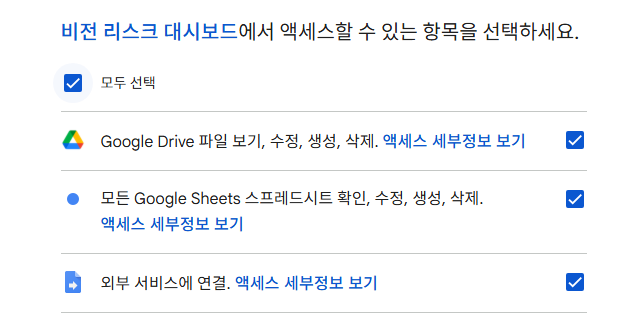 비전 리스크 대시보드에서 액세스할 수 있는 항목을 선택하세요.
모두 선택
Google Drive 파일 보기, 수정, 생성, 삭제. 액세스 세부정보 보기
모든 Google Sheets 스프레드시트 확인, 수정, 생성, 삭제.
액세스 세부정보 보기
외부 서비스에 연결. 액세스 세부정보 보기